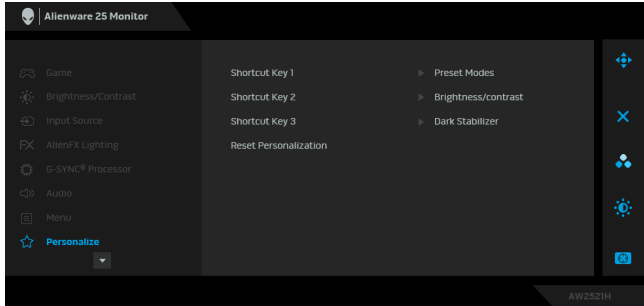 Alienware 25 Monitor
Game
Brightness/Contrast
Input Source
FX AlienFX Lighting
G-SYNC® Processor
Audio
Menu
Personalize
Shortcut Key 1 Preset Modes
Shortcut Key 2 Brightness/contrast
Shortcut Key 3 Dark Stabilizer
Reset Personalization
AW2521H